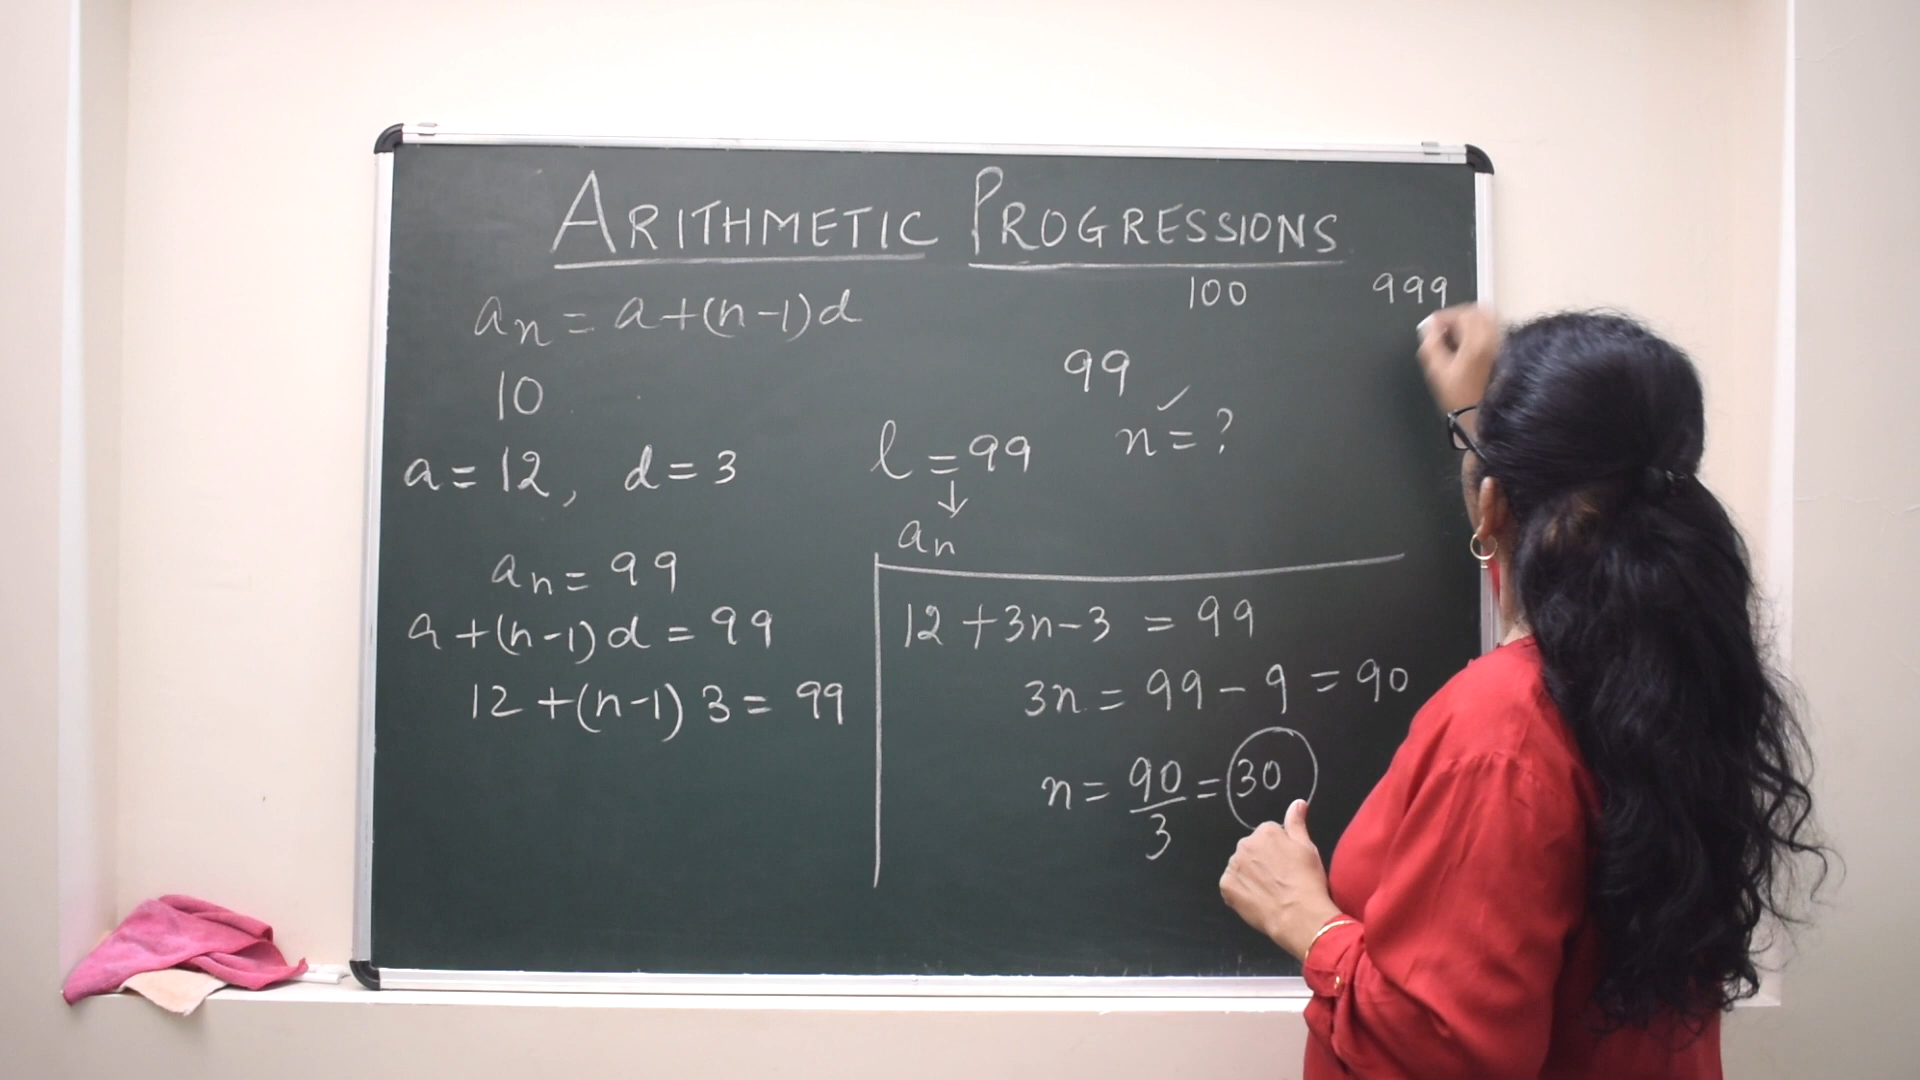 ARITHMETIC PROGRESSIONS
100 999
an = a+(n-1)d
10
99
a = 12, d = 3
l = 99
n = ?
↓
an
✓
an = 99
a+(n-1)d = 99
12+(n-1)3 = 99
12+3n-3 = 99
3n = 99-9 = 90
n = 90/3 = 30